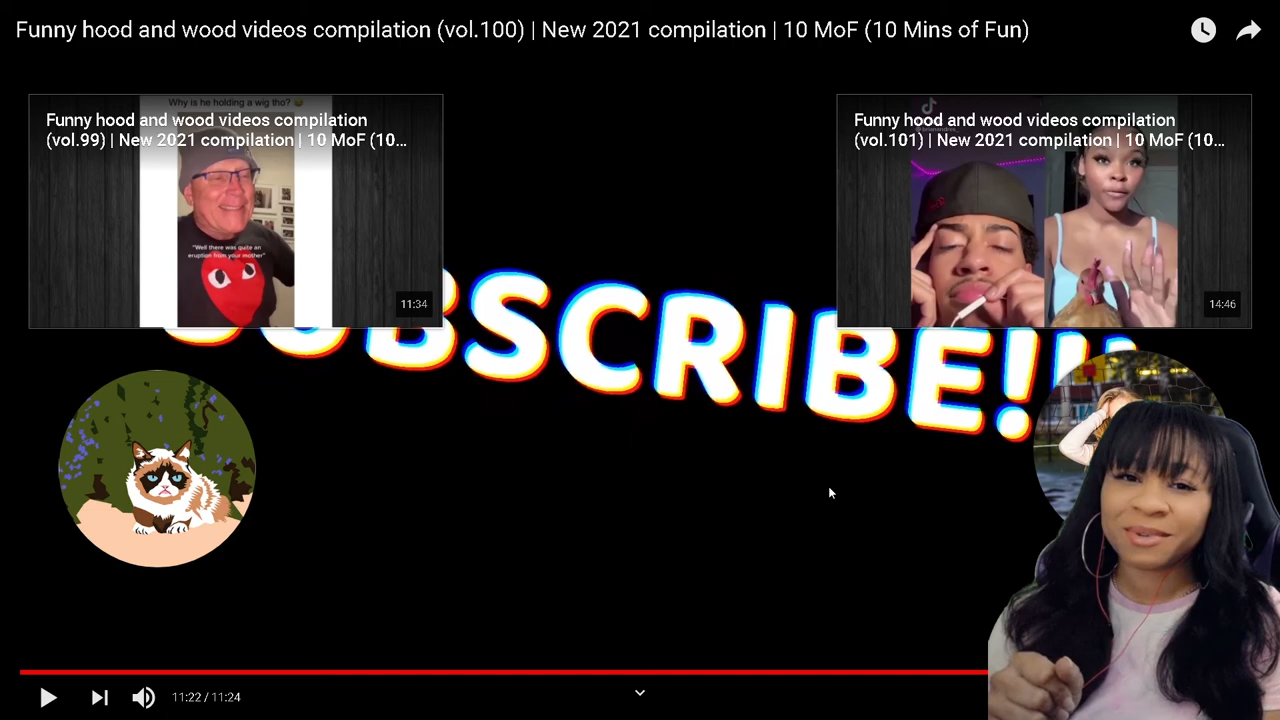 Funny hood and wood videos compilation (vol.100) | New 2021 compilation | 10 MoF (10 Mins of Fun)
Why is he holding a wig tho? 😂
Funny hood and wood videos compilation
(vol.99) | New 2021 compilation | 10 MoF (10...
"Well there was quite an
eruption from your mother"
11:34
Funny hood and wood videos compilation
(vol.101) | New 2021 compilation | 10 MoF (10...
14:46
SUBSCRIBE!!!
11:22 / 11:24